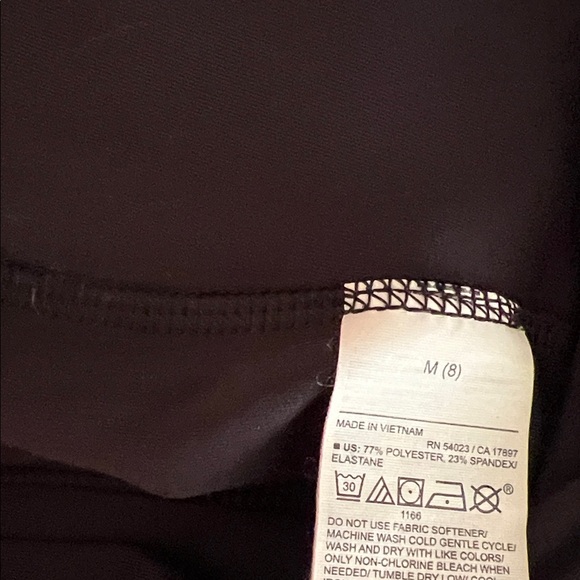 M (8)
MADE IN VIETNAM
RN 54023 / CA 17897
■ US: 77% POLYESTER, 23% SPANDEX/
ELASTANE
30
®
1166
DO NOT USE FABRIC SOFTENER/
MACHINE WASH COLD GENTLE CYCLE/
WASH AND DRY WITH LIKE COLORS/
ONLY NON-CHLORINE BLEACH WHEN
NEEDED/ TUMBLE DRY LOW/